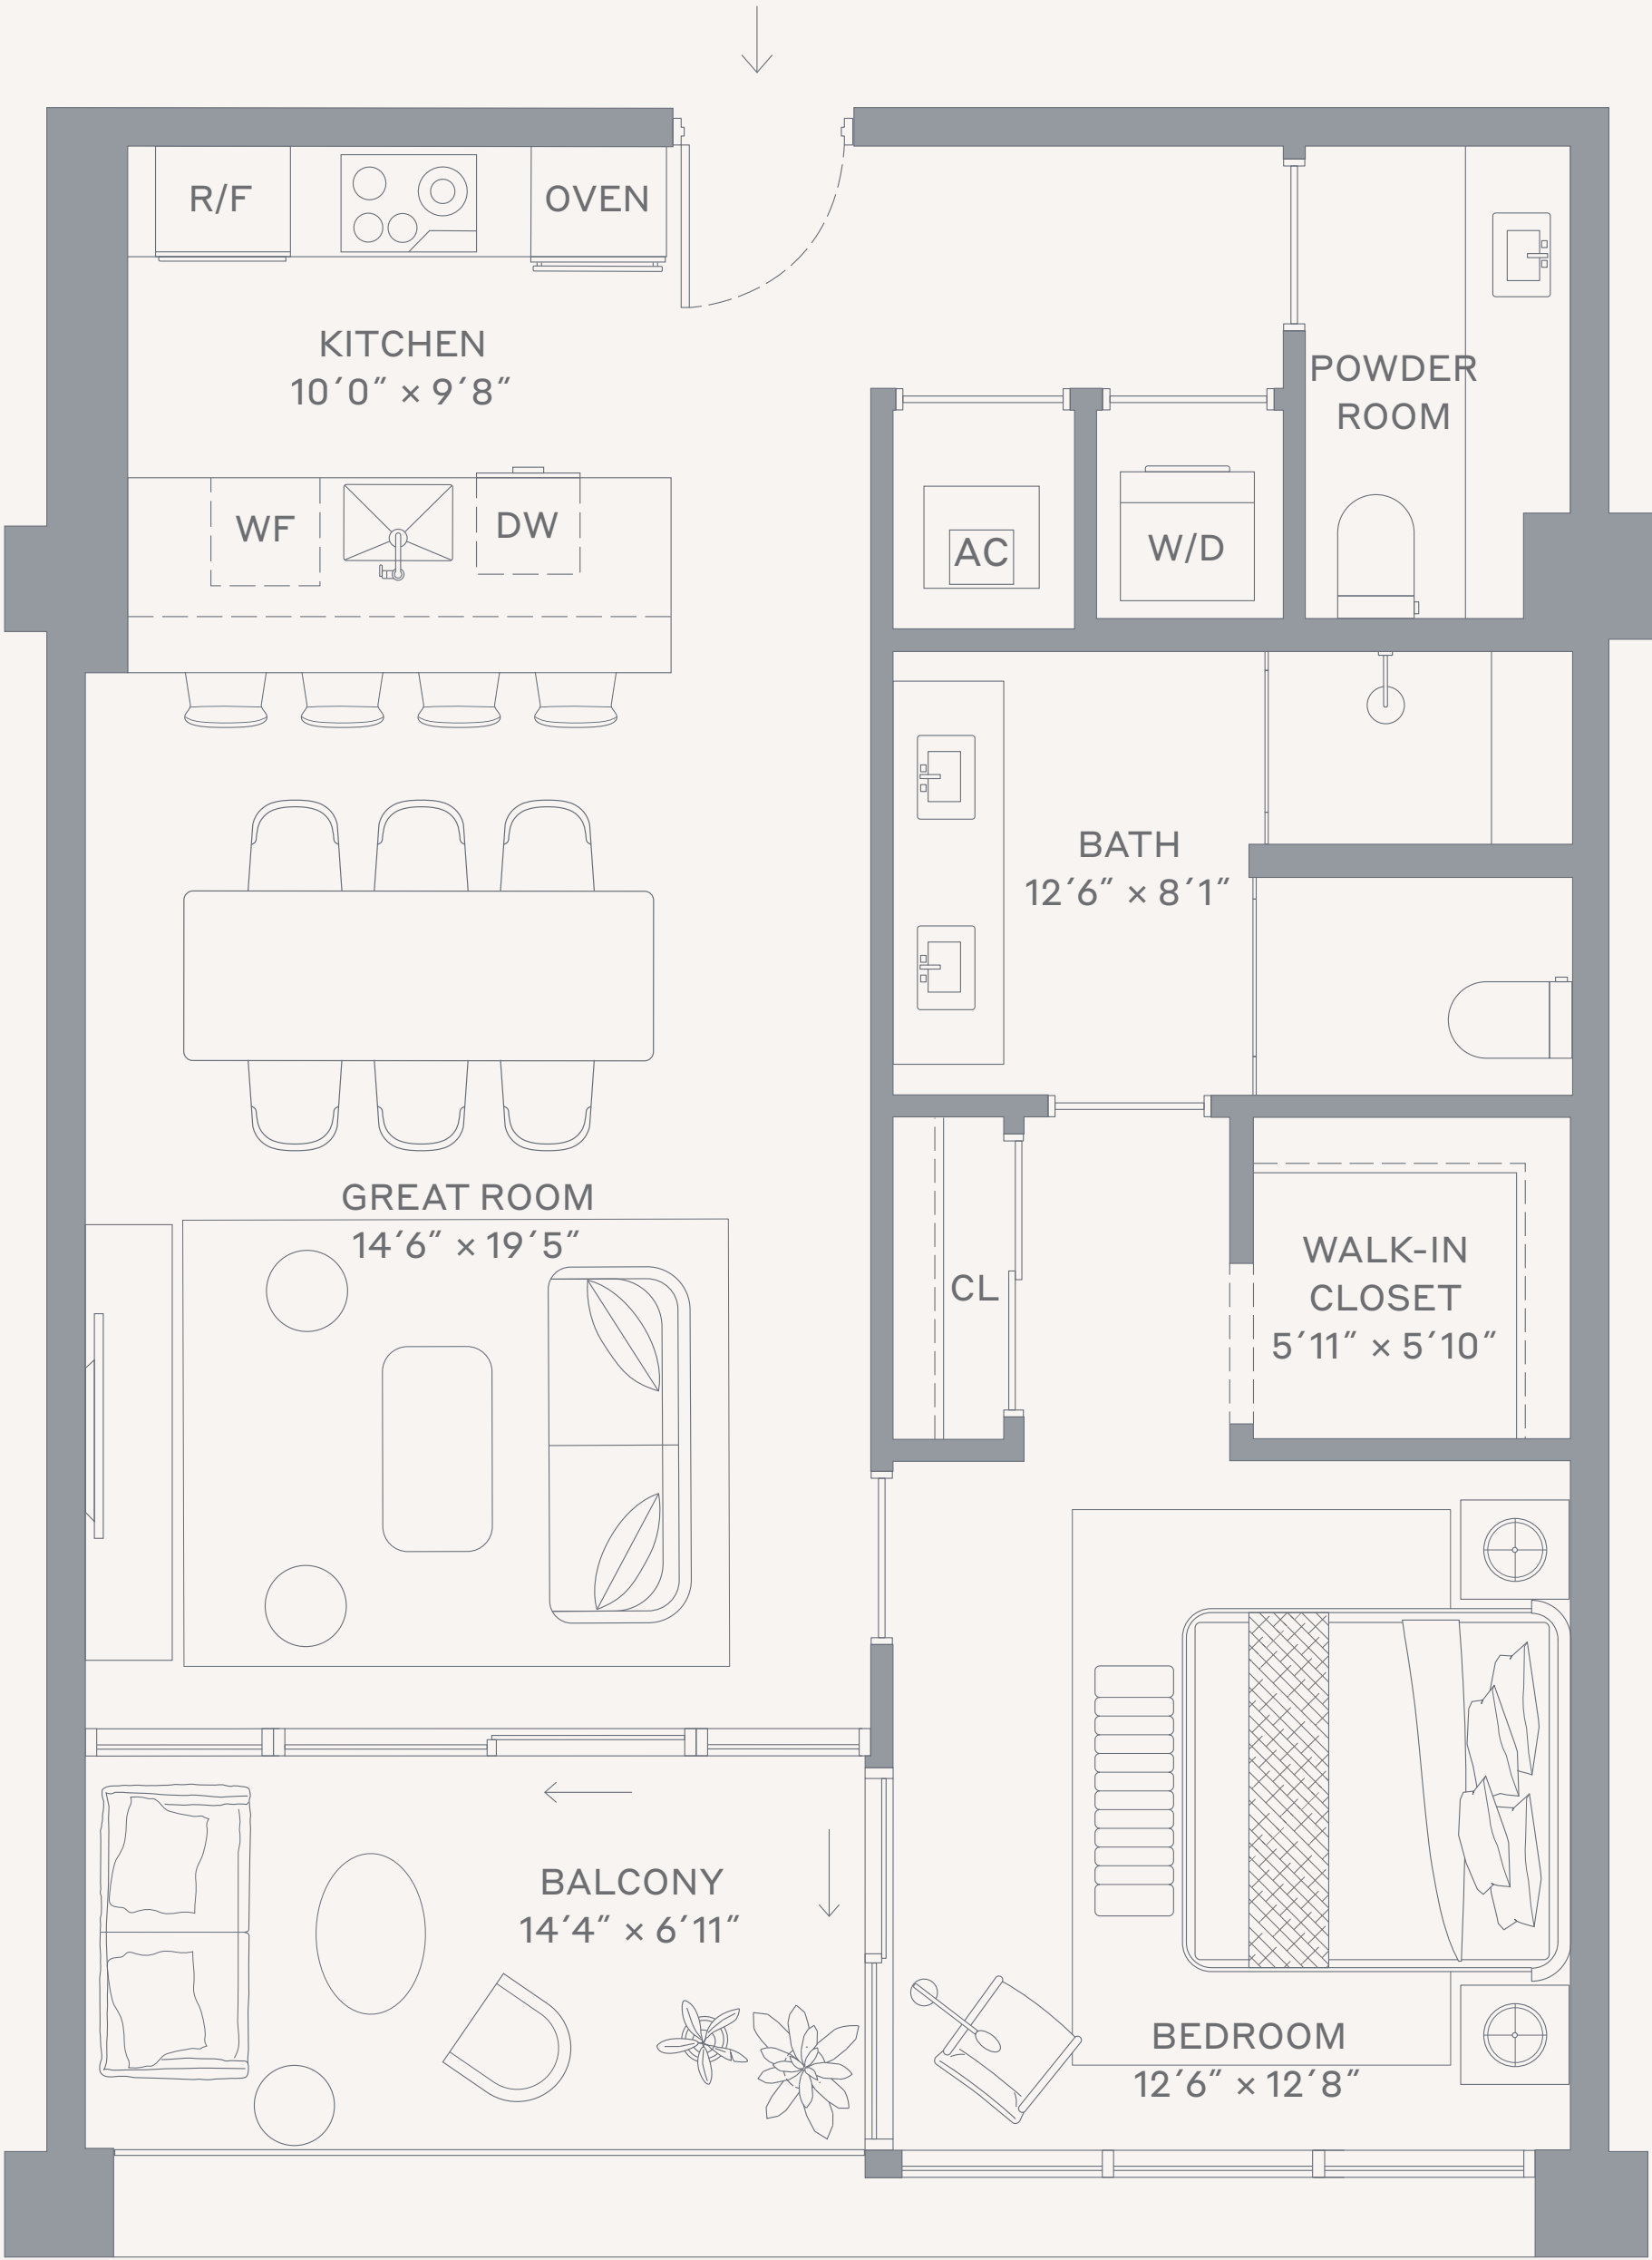 R/F
OVEN
KITCHEN
10´0˝ × 9´8˝
POWDER
ROOM
WF
DW
AC
W/D
BATH
12´6˝ × 8´1˝
GREAT ROOM
14´6˝ × 19´5˝
CL
WALK-IN
CLOSET
5´11˝ × 5´10˝
BALCONY
14´4˝ × 6´11˝
BEDROOM
12´6˝ × 12´8˝